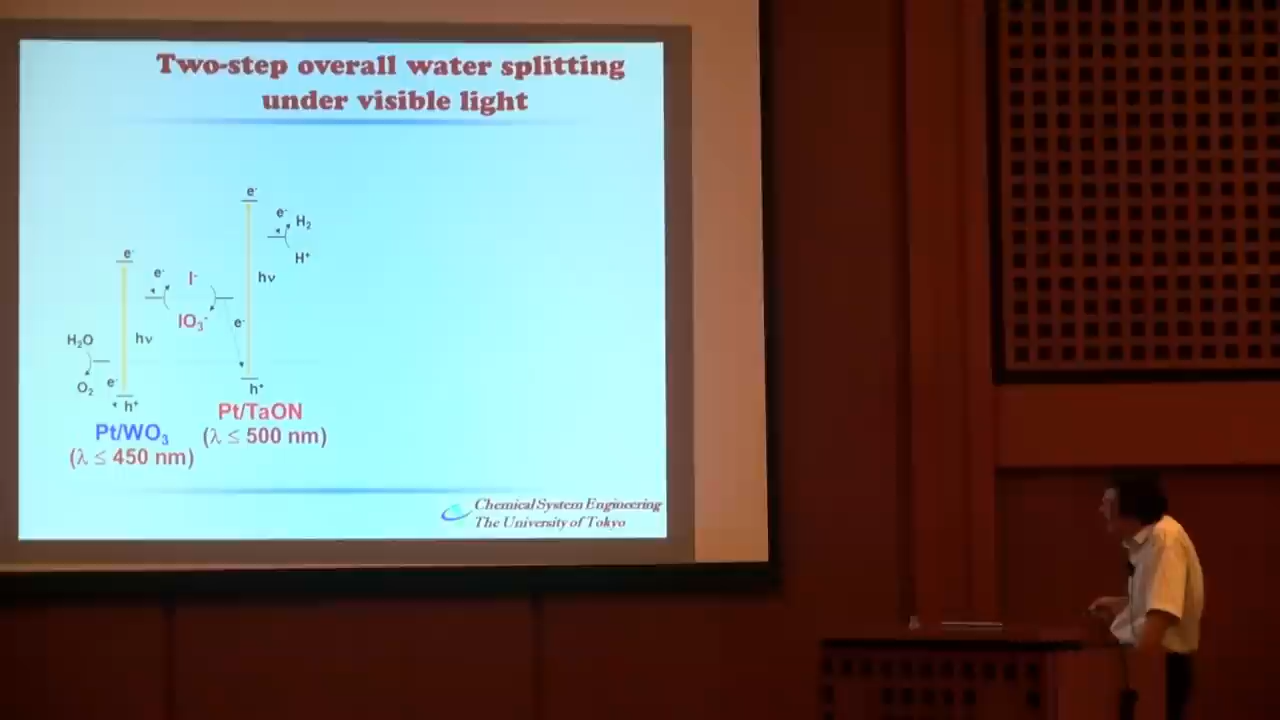 Two-step overall water splitting
under visible light
e⁻
e⁻
H₂
H⁺
hν
e⁻
e⁻
I⁻
IO₃⁻
e⁻
hν
H₂O
O₂
e⁻
h⁺
h⁺
Pt/TaON
(λ ≤ 500 nm)
Pt/WO₃
(λ ≤ 450 nm)
Chemical System Engineering
The University of Tokyo